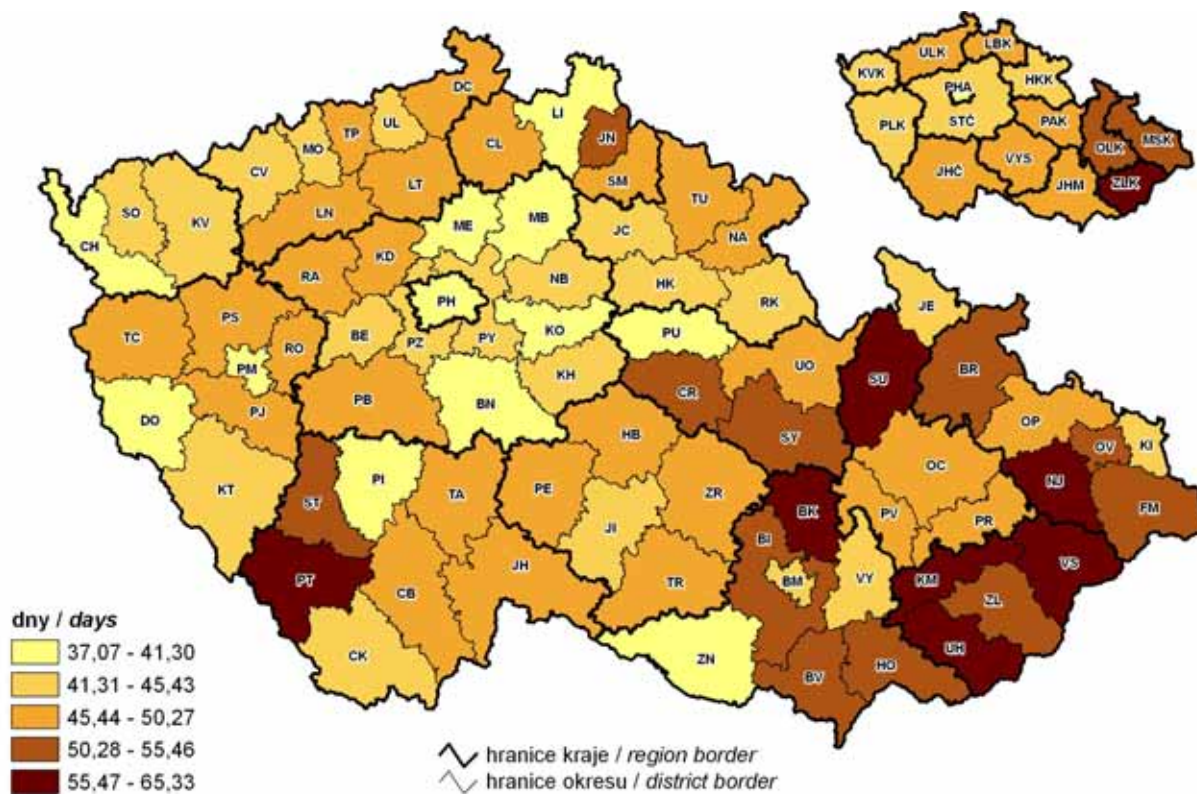 ULK LBK
KVK HKK
PHA
STČ
PLK PAK
OLK MSK
JHČ VYS
JHM ZLK
DC
LI
UL
TP JN
MO CL
CV
LT SM
SO KV LN TU
CH ME MB JC NA
KD
RA NB HK
PH RK JE
TC PS BE KO PU
RO PZ PY
PM KH UO SU BR
PB BN CR
DO PJ OP
HB SY OV KI
KT ST PI TA PE ZR OC NJ
JI BK FM
PV PR
BI
PT CB JH TR BM VY KM VS
ZL
CK ZN UH
BV HO
dny / days
37,07 - 41,30
41,31 - 45,43
45,44 - 50,27
50,28 - 55,46
55,47 - 65,33
hranice kraje / region border
hranice okresu / district border